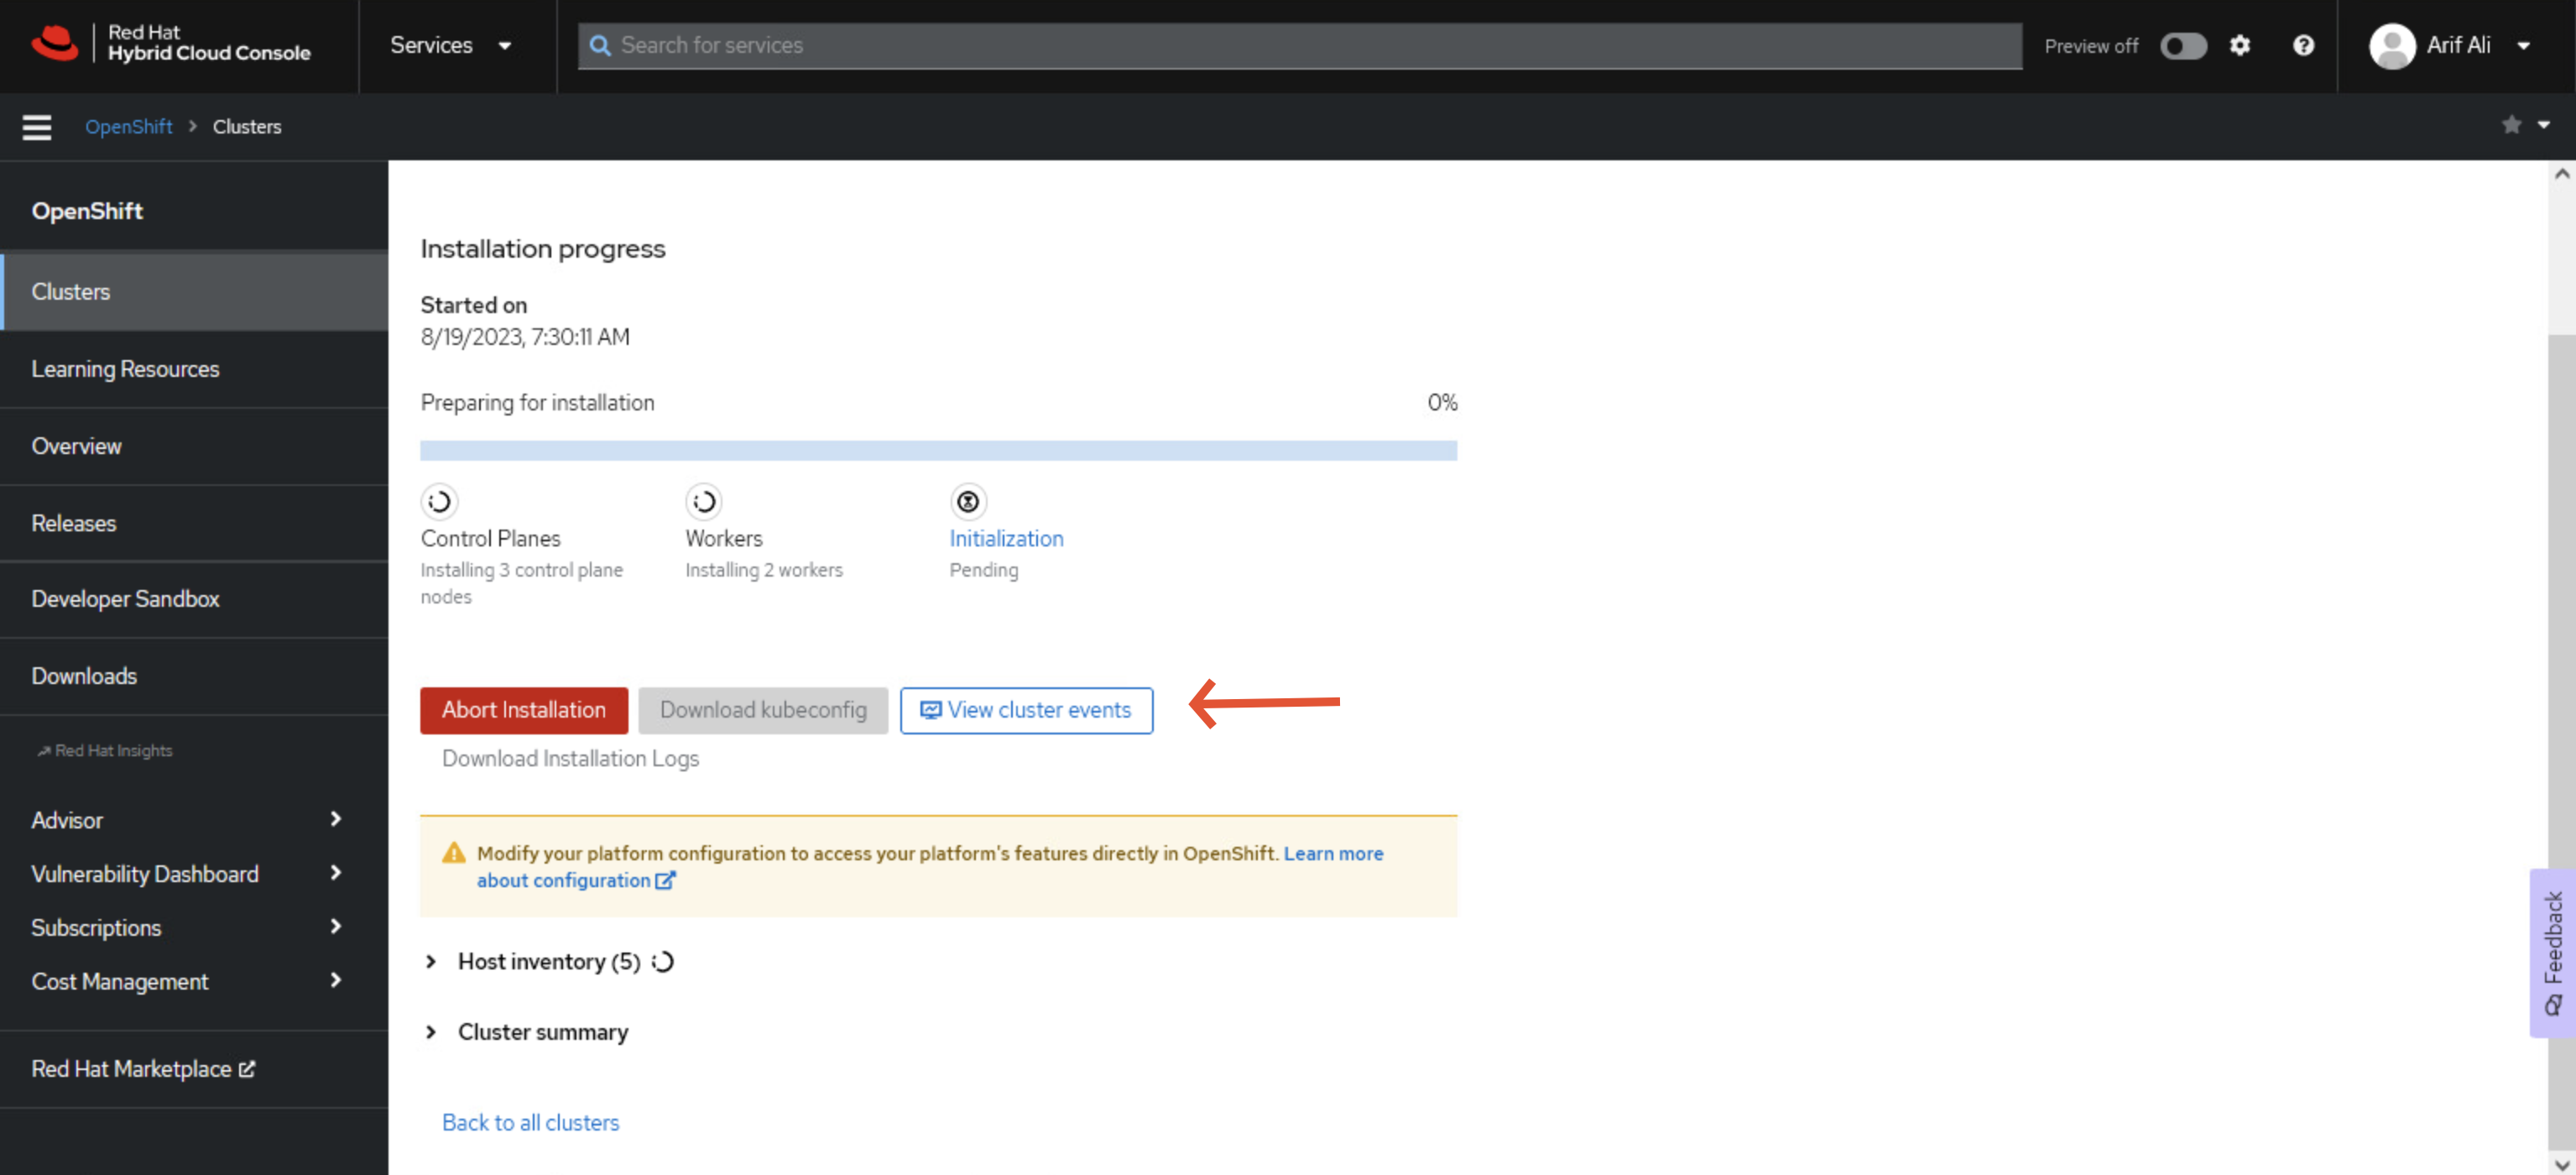 Red Hat
Hybrid Cloud Console
Services
Search for services
Preview off
Arif Ali
OpenShift > Clusters
OpenShift
Clusters
Learning Resources
Overview
Releases
Developer Sandbox
Downloads
Red Hat Insights
Advisor
Vulnerability Dashboard
Subscriptions
Cost Management
Red Hat Marketplace
Installation progress
Started on
8/19/2023, 7:30:11 AM
Preparing for installation 0%
Control Planes
Installing 3 control plane
nodes
Workers
Installing 2 workers
Initialization
Pending
Abort Installation
Download kubeconfig
View cluster events
Download Installation Logs
Modify your platform configuration to access your platform's features directly in OpenShift. Learn more
about configuration
Host inventory (5)
Cluster summary
Back to all clusters
Feedback